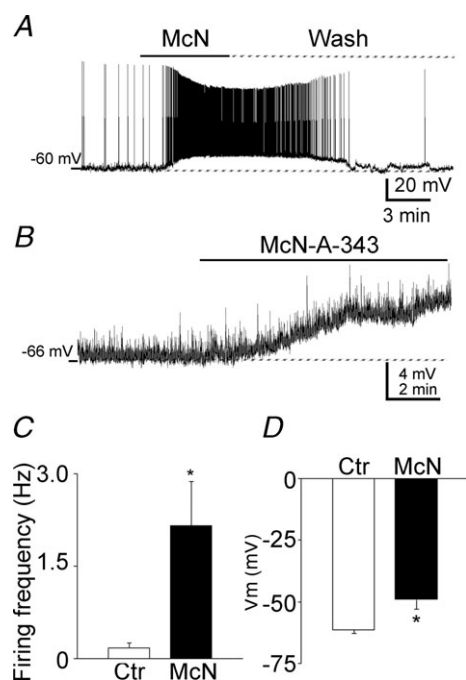 A
McN Wash
-60 mV
20 mV
3 min
B
McN-A-343
-66 mV
4 mV
2 min
C
Firing frequency (Hz)
3.0
1.5
0
*
Ctr McN
D
Ctr McN
Vm (mV)
0
-25
-50
-75
*